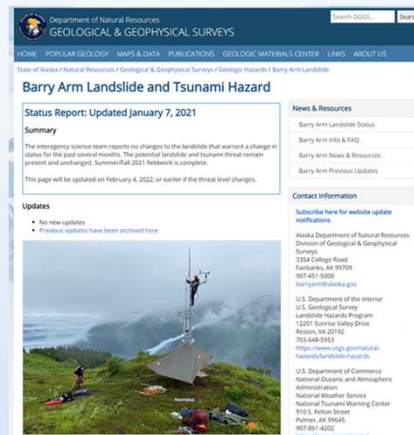 Department of Natural Resources
GEOLOGICAL & GEOPHYSICAL SURVEYS
Search DGGS...
Sear
HOME POPULAR GEOLOGY MAPS & DATA PUBLICATIONS GEOLOGIC MATERIALS CENTER LINKS ABOUT US
State of Alaska / Natural Resources / Geological & Geophysical Surveys / Geologic Hazards / Barry Arm Landslide
Barry Arm Landslide and Tsunami Hazard
Status Report: Updated January 7, 2021
Summary
The interagency science team reports no changes to the landslide that warrant a change in
status for the past several months. The potential landslide and tsunami threat remain
present and unchanged. Summer/Fall 2021 fieldwork is complete.
This page will be updated on February 4, 2022, or earlier if the threat level changes.
Updates
• No new updates
• Previous updates have been archived here
News & Resources
Barry Arm Landslide Status
Barry Arm Info & FAQ
Barry Arm News & Resources
Barry Arm Previous Updates
Contact Information
Subscribe here for website update
notifications
Alaska Department of Natural Resources
Division of Geological & Geophysical
Surveys
3354 College Road
Fairbanks, AK 99709
907-451-5000
barryarm@alaska.gov
U.S. Department of the Interior
U.S. Geological Survey
Landslide Hazards Program
12201 Sunrise Valley Drive
Reston, VA 20192
703-648-5953
https://www.usgs.gov/natural-
hazards/landslide-hazards
U.S. Department of Commerce
National Oceanic and Atmospheric
Administration
National Weather Service
National Tsunami Warning Center
910 S. Felton Street
Palmer, AK 99645
907-861-4202